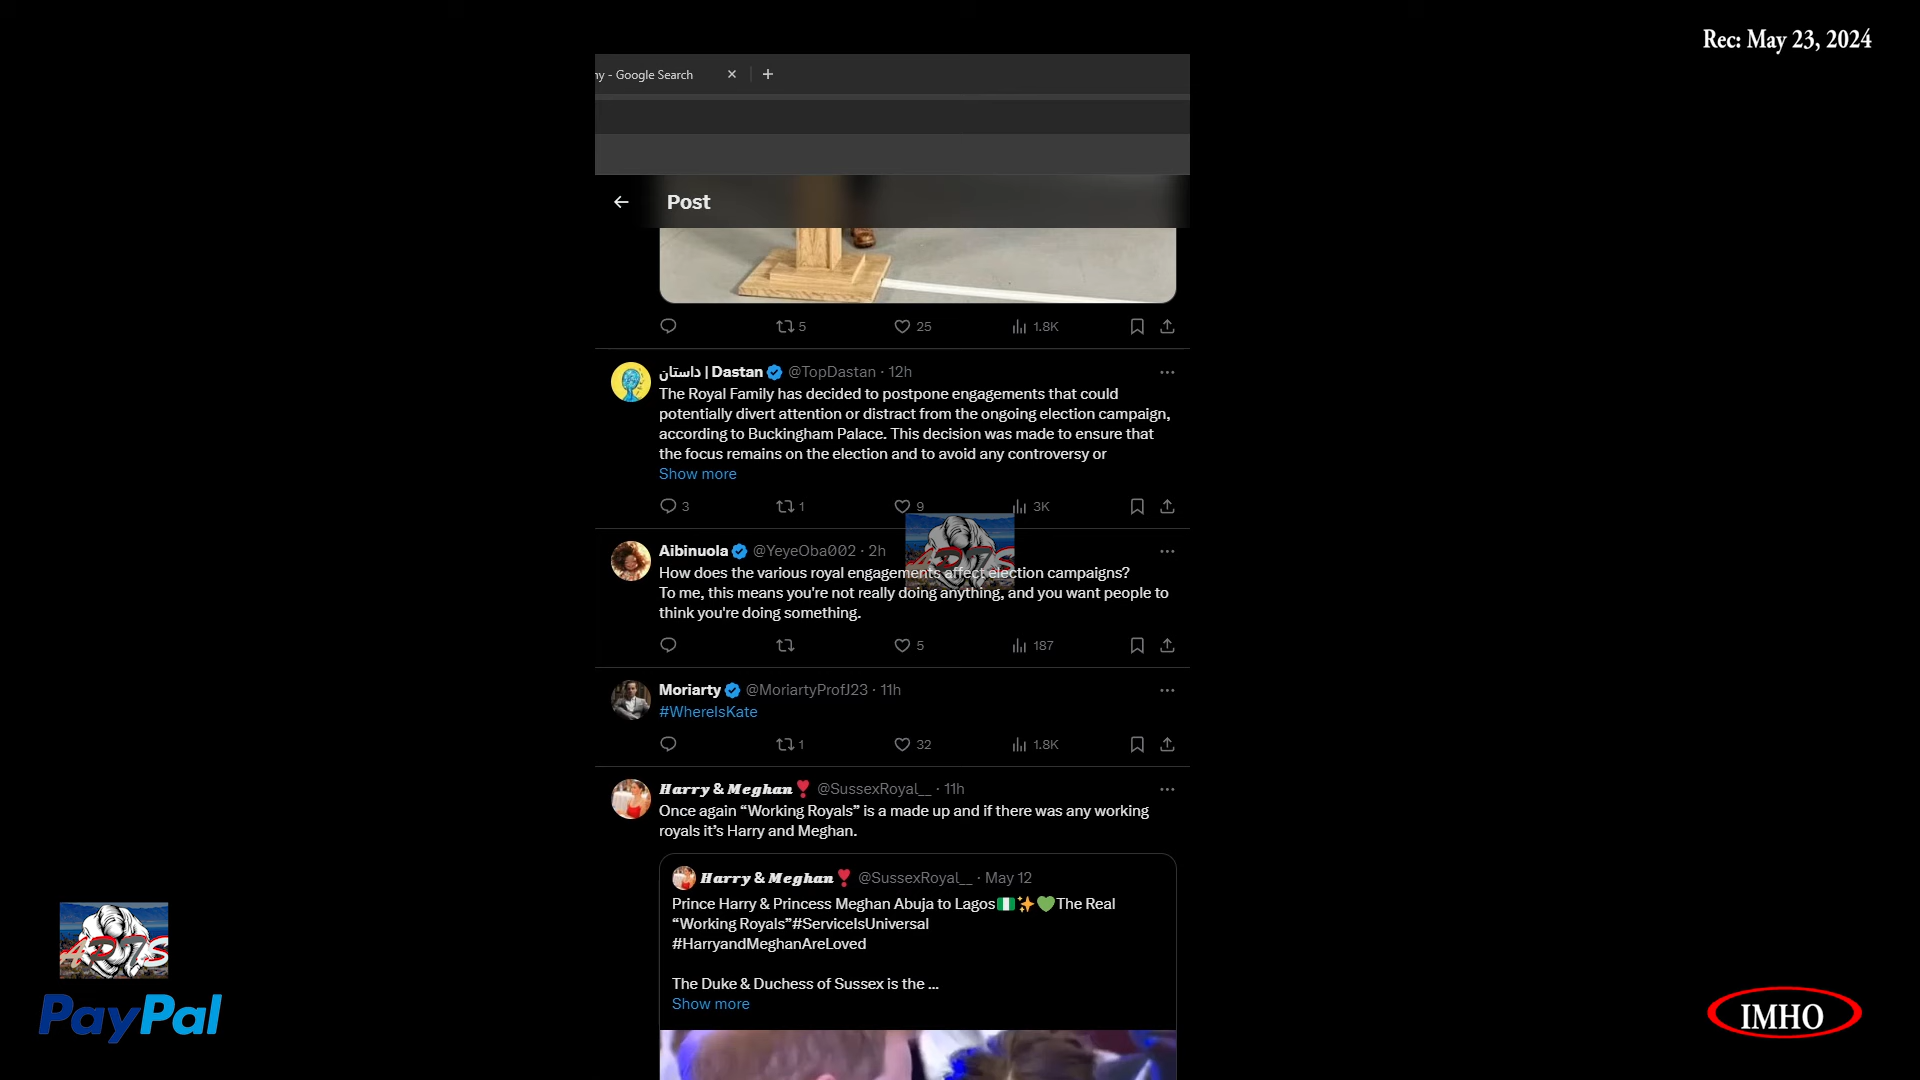 Rec: May 23, 2024
ny - Google Search
Post
5
25
1.8K
داستان | Dastan @TopDastan · 12h
The Royal Family has decided to postpone engagements that could
potentially divert attention or distract from the ongoing election campaign,
according to Buckingham Palace. This decision was made to ensure that
the focus remains on the election and to avoid any controversy or
Show more
3
1
9
3K
Aibinuola @YeyeOba002 · 2h
How does the various royal engagements affect election campaigns?
To me, this means you're not really doing anything, and you want people to
think you're doing something.
5
187
Moriarty @MoriartyProfJ23 · 11h
#WhereIsKate
1
32
1.8K
Harry & Meghan @SussexRoyal__ · 11h
Once again “Working Royals” is a made up and if there was any working
royals it’s Harry and Meghan.
Harry & Meghan @SussexRoyal__ · May 12
Prince Harry & Princess Meghan Abuja to Lagos🇳🇬✨💚The Real
“Working Royals”#ServiceIsUniversal
#HarryandMeghanAreLoved
The Duke & Duchess of Sussex is the ...
Show more
PayPal
IMHO